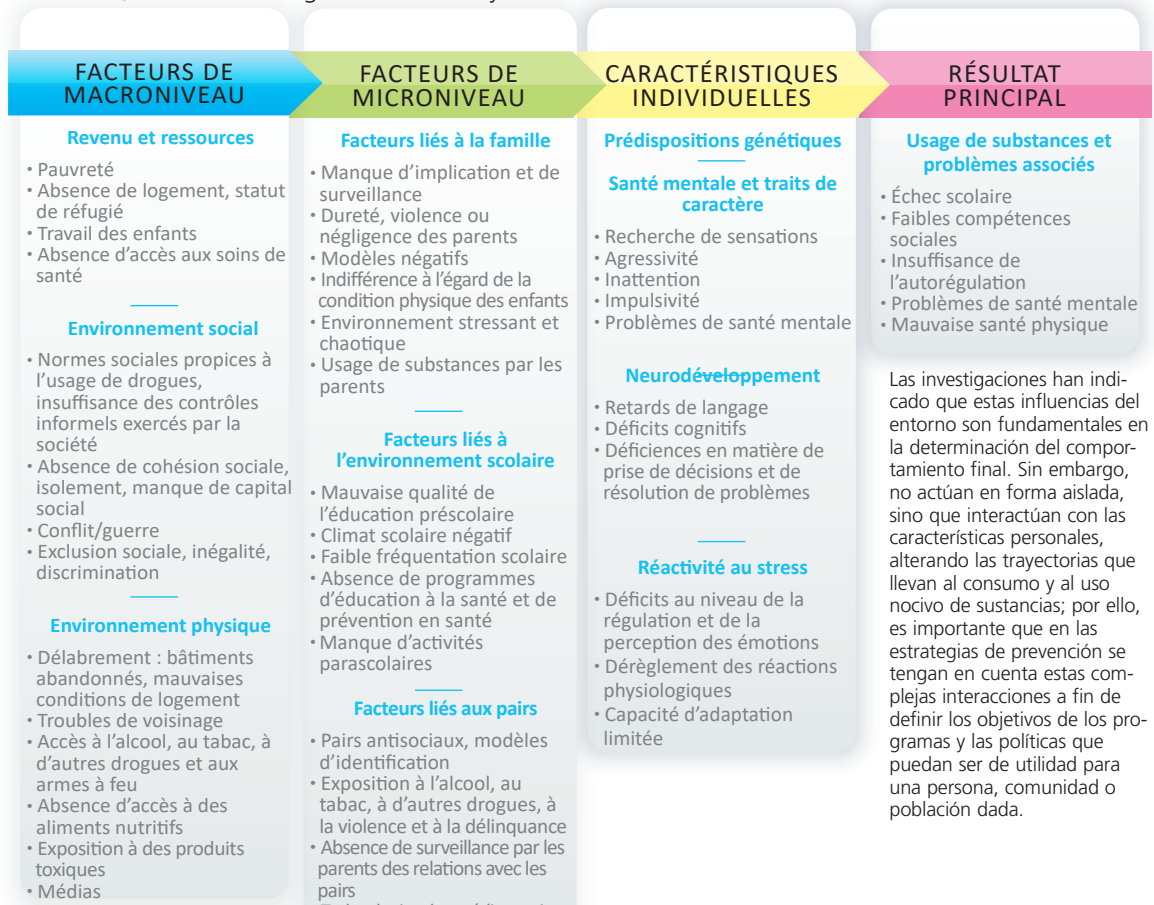 FACTEURS DE
MACRONIVEAU
Revenu et ressources
• Pauvreté
• Absence de logement, statut
de réfugié
• Travail des enfants
• Absence d'accès aux soins de
santé
Environnement social
• Normes sociales propices à
l'usage de drogues,
insuffisance des contrôles
informels exercés par la
société
• Absence de cohésion sociale,
isolement, manque de capital
social
• Conflit/guerre
• Exclusion sociale, inégalité,
discrimination
Environnement physique
• Délabrement : bâtiments
abandonnés, mauvaises
conditions de logement
• Troubles de voisinage
• Accès à l'alcool, au tabac, à
d'autres drogues et aux
armes à feu
• Absence d'accès à des
aliments nutritifs
• Exposition à des produits
toxiques
• Médias
FACTEURS DE
MICRONIVEAU
Facteurs liés à la famille
• Manque d'implication et de
surveillance
• Dureté, violence ou
négligence des parents
• Modèles négatifs
• Indifférence à l'égard de la
condition physique des enfants
• Environnement stressant et
chaotique
• Usage de substances par les
parents
Facteurs liés à
l'environnement scolaire
• Mauvaise qualité de
l'éducation préscolaire
• Climat scolaire négatif
• Faible fréquentation scolaire
• Absence de programmes
d'éducation à la santé et de
prévention en santé
• Manque d'activités
parascolaires
Facteurs liés aux pairs
• Pairs antisociaux, modèles
d'identification
• Exposition à l'alcool, au
tabac, à d'autres drogues, à
la violence et à la délinquance
• Absence de surveillance par les
parents des relations avec les
pairs
CARACTÉRISTIQUES
INDIVIDUELLES
Prédispositions génétiques
Santé mentale et traits de
caractère
• Recherche de sensations
• Agressivité
• Inattention
• Impulsivité
• Problèmes de santé mentale
Neurodéveloppement
• Retards de langage
• Déficits cognitifs
• Déficiences en matière de
prise de décisions et de
résolution de problèmes
Réactivité au stress
• Déficits au niveau de la
régulation et de la
perception des émotions
• Dérèglement des réactions
physiologiques
• Capacité d'adaptation
limitée
RÉSULTAT
PRINCIPAL
Usage de substances et
problèmes associés
• Échec scolaire
• Faibles compétences
sociales
• Insuffisance de
l'autorégulation
• Problèmes de santé mentale
• Mauvaise santé physique
Las investigaciones han indi-
cado que estas influencias del
entorno son fundamentales en
la determinación del compor-
tamiento final. Sin embargo,
no actúan en forma aislada,
sino que interactúan con las
características personales,
alterando las trayectorias que
llevan al consumo y al uso
nocivo de sustancias; por ello,
es importante que en las
estrategias de prevención se
tengan en cuenta estas com-
plejas interacciones a fin de
definir los objetivos de los pro-
gramas y las políticas que
puedan ser de utilidad para
una persona, comunidad o
población dada.